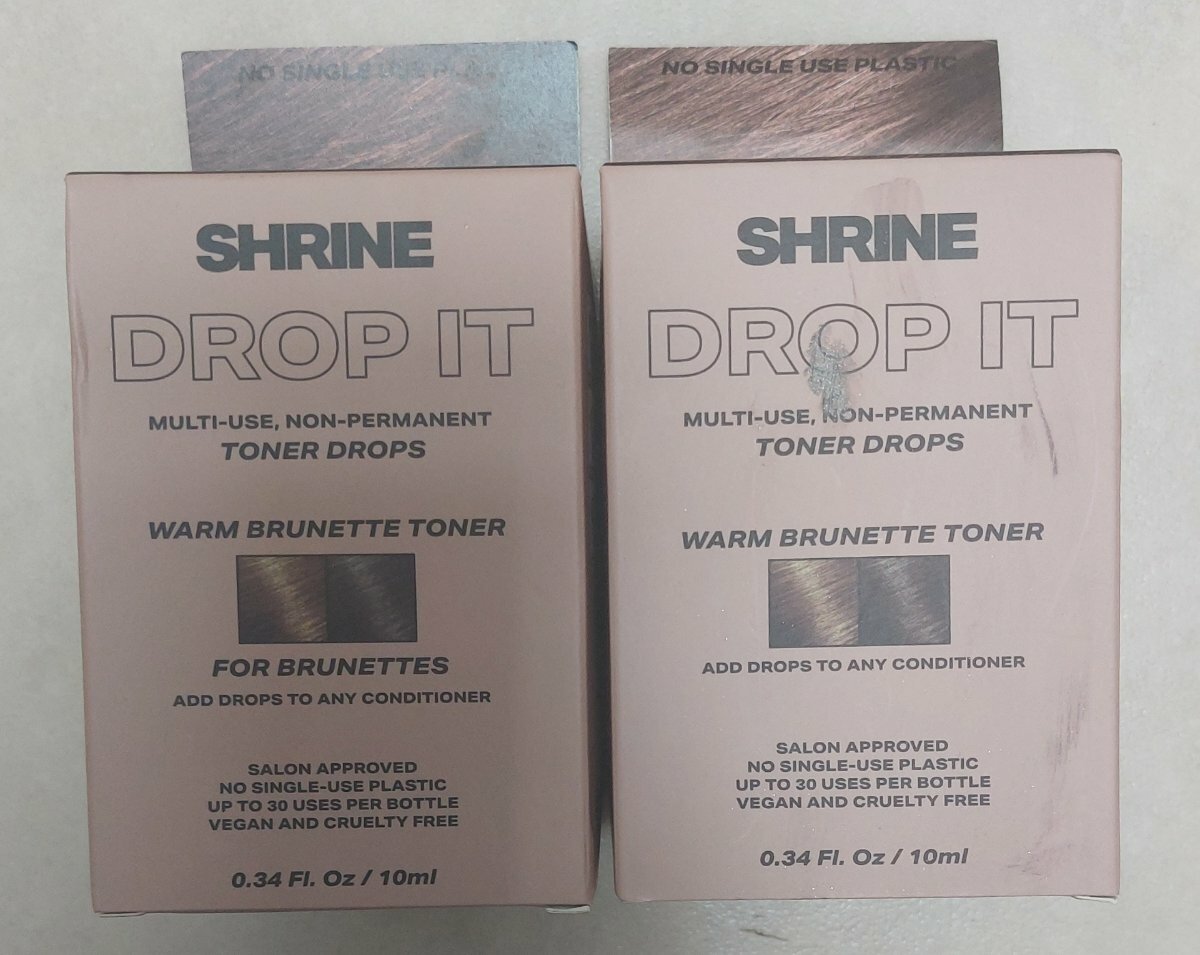 NO SINGLE USE PLASTIC
SHRINE
DROP IT
MULTI-USE, NON-PERMANENT
TONER DROPS
WARM BRUNETTE TONER
FOR BRUNETTES
ADD DROPS TO ANY CONDITIONER
SALON APPROVED
NO SINGLE-USE PLASTIC
UP TO 30 USES PER BOTTLE
VEGAN AND CRUELTY FREE
0.34 Fl. Oz / 10ml
NO SINGLE USE PLASTIC
SHRINE
DROP IT
MULTI-USE, NON-PERMANENT
TONER DROPS
WARM BRUNETTE TONER
ADD DROPS TO ANY CONDITIONER
SALON APPROVED
NO SINGLE-USE PLASTIC
UP TO 30 USES PER BOTTLE
VEGAN AND CRUELTY FREE
0.34 Fl. Oz / 10ml